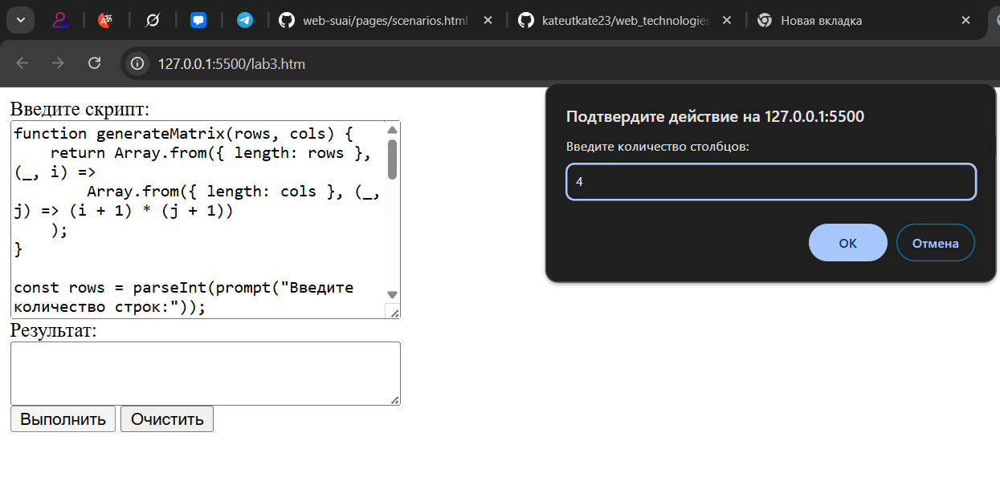 web-suai/pages/scenarios.html
kateutkate23/web_technologies
Новая вкладка
127.0.0.1:5500/lab3.htm
Подтвердите действие на 127.0.0.1:5500
Введите количество столбцов:
4
ОК
Отмена
Введите скрипт:
function generateMatrix(rows, cols) {
    return Array.from({ length: rows },
(_, i) =>
        Array.from({ length: cols }, (_,
j) => (i + 1) * (j + 1))
    );
}
const rows = parseInt(prompt("Введите
количество строк:"));
Результат:
Выполнить Очистить